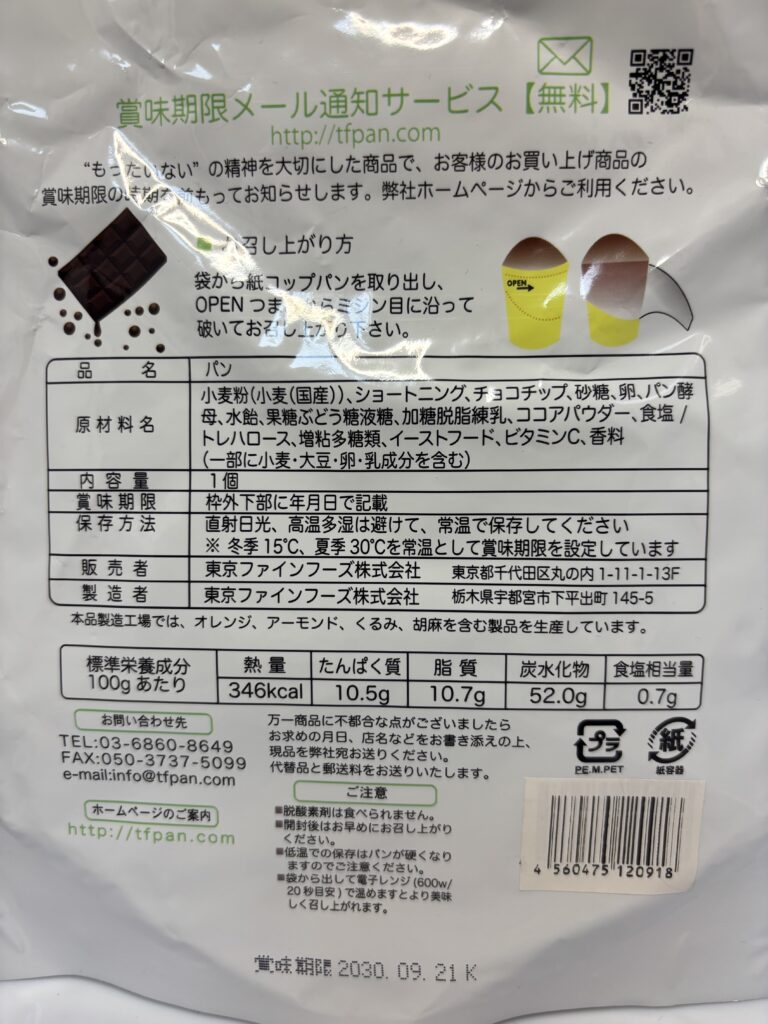 賞味期限メール通知サービス【無料】
http://tfpan.com
“もったいない”の精神を大切にした商品で、お客様のお買い上げ商品の
賞味期限の時期を前もってお知らせします。弊社ホームページからご利用ください。
お召し上がり方
袋から紙コップパンを取り出し、
OPENつまみからミシン目に沿って
破いてお召し上がり下さい。
OPEN
品名 パン
原材料名 小麦粉(小麦(国産))、ショートニング、チョコチップ、砂糖、卵、パン酵
母、水飴、果糖ぶどう糖液糖、加糖脱脂練乳、ココアパウダー、食塩 /
トレハロース、増粘多糖類、イーストフード、ビタミンC、香料
(一部に小麦・大豆・卵・乳成分を含む)
内容量 1個
賞味期限 枠外下部に年月日で記載
保存方法 直射日光、高温多湿は避けて、常温で保存してください
※ 冬季15℃、夏季30℃を常温として賞味期限を設定しています
販売者 東京ファインフーズ株式会社 東京都千代田区丸の内1-11-1-13F
製造者 東京ファインフーズ株式会社 栃木県宇都宮市下平出町145-5
本品製造工場では、オレンジ、アーモンド、くるみ、胡麻を含む製品を生産しています。
標準栄養成分 熱量 たんぱく質 脂質 炭水化物 食塩相当量
100gあたり 346kcal 10.5g 10.7g 52.0g 0.7g
お問い合わせ先
TEL:03-6860-8649
FAX:050-3737-5099
e-mail:info@tfpan.com
ホームページのご案内
http://tfpan.com
万一商品に不都合な点がございましたら
お求めの月日、店名などをお書き添えの上、
現品を弊社宛お送りください。
代替品と郵送料をお送りいたします。
ご注意
■脱酸素剤は食べられません。
■開封後はお早めにお召し上がり
ください。
■低温での保存はパンが硬くなり
ますのでご注意ください。
■袋から出して電子レンジ(600w/
20秒目安)で温めますとより美味
しく召し上がれます。
プラ
PE.M.PET
紙
紙容器
4 560475 120918
賞味期限 2030. 09. 21 K